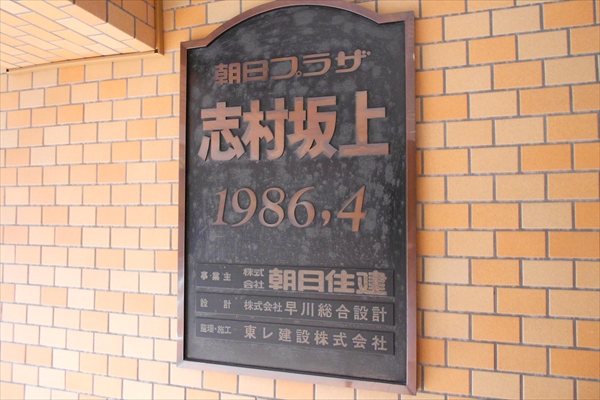 朝日プラザ
志村坂上
1986,4
事・業主 株式会社 朝日住建
設計 株式会社 早川総合設計
監理・施工 東レ建設株式会社